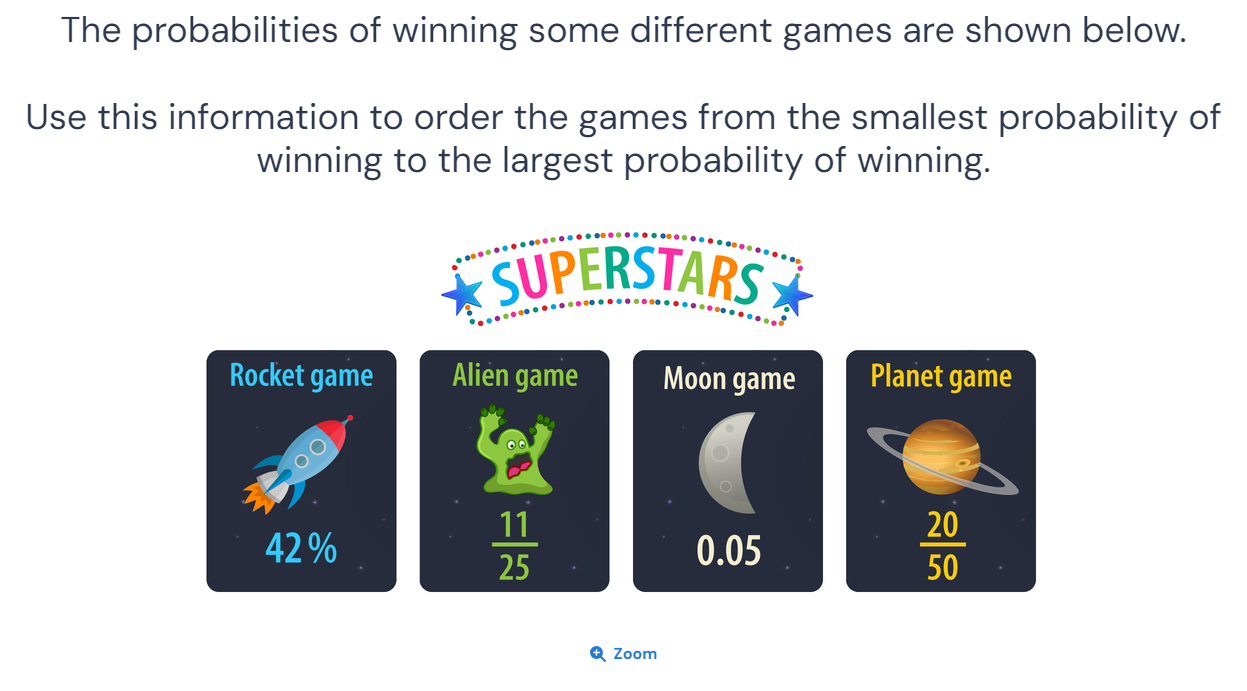 The probabilities of winning some different games are shown below.
Use this information to order the games from the smallest probability of
winning to the largest probability of winning.
SUPERSTARS
Rocket game
42%
Alien game
11
25
Moon game
0.05
Planet game
20
50
Zoom